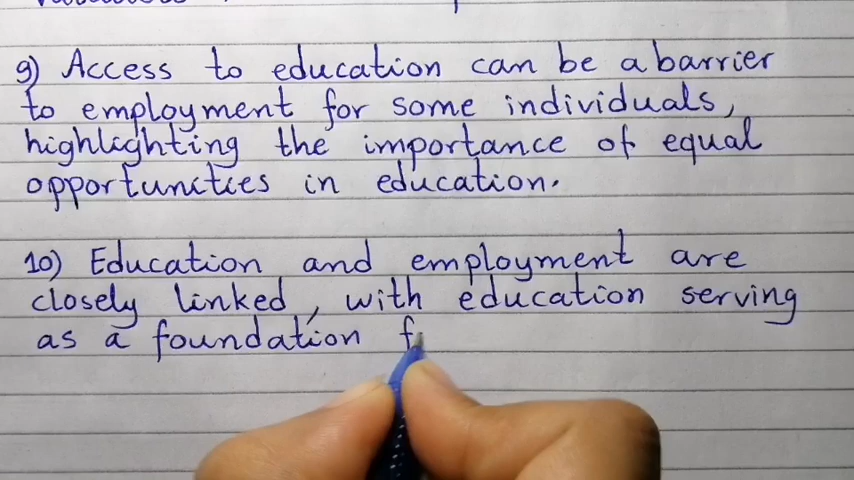 9) Access to education can be a barrier
to employment for some individuals,
highlighting the importance of equal
opportunities in education.
10) Education and employment are
closely linked, with education serving
as a foundation f